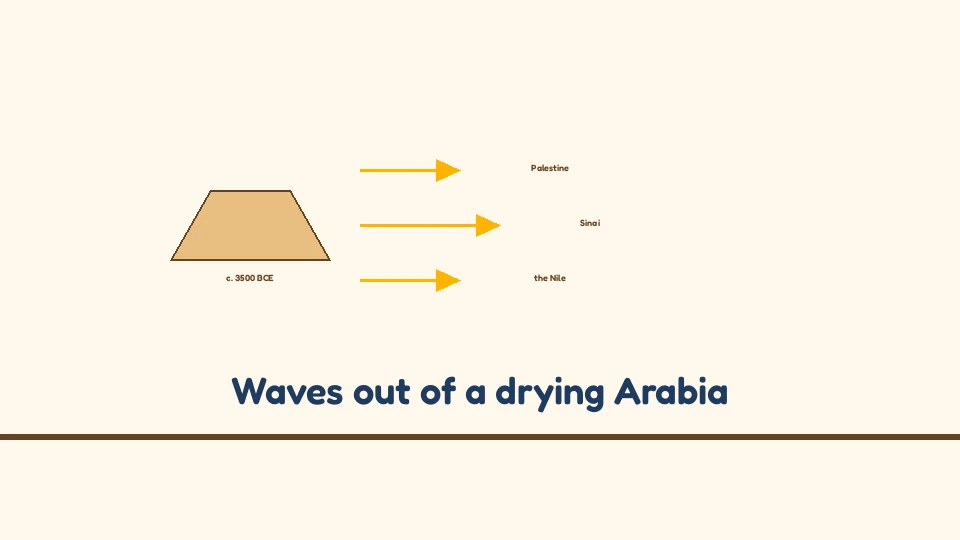 Palestine
Sinai
c. 3500 BCE
the Nile
Waves out of a drying Arabia